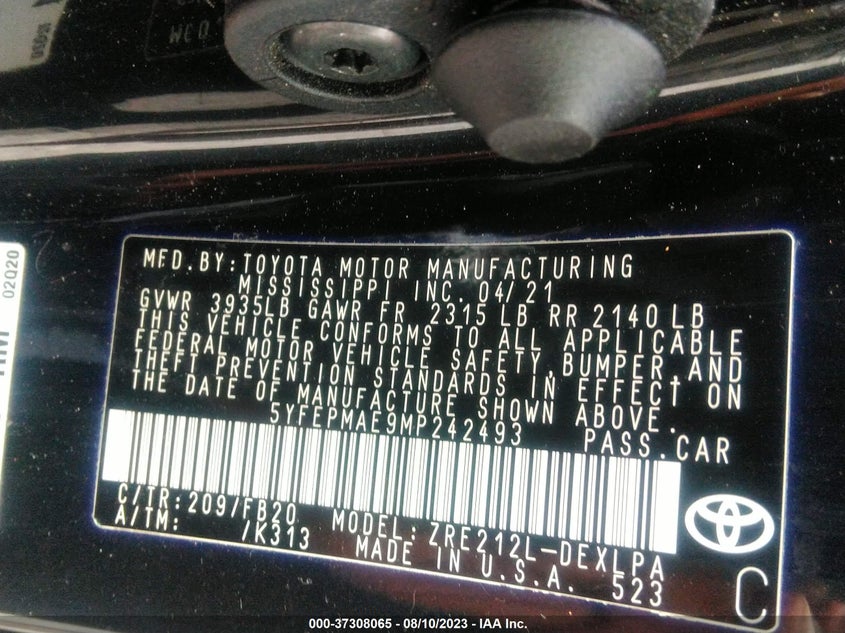 MFD.BY:TOYOTA MOTOR MANUFACTURING
MISSISSIPPI INC. 04/21
GVWR 3935LB GAWR FR 2315 LB RR 2140 LB
THIS VEHICLE CONFORMS TO ALL APPLICABLE
FEDERAL MOTOR VEHICLE SAFETY,BUMPER,AND
THEFT PREVENTION STANDARDS IN EFFECT ON
THE DATE OF MANUFACTURE SHOWN ABOVE.
5YFEPMAE9MP242493 PASS.CAR
C/TR:209/FB20 MODEL:ZRE212L-DEXLPA
A/TM: /K313 MADE IN U.S.A. 523
C
02020
000-37308065 - 08/10/2023 - IAA Inc.